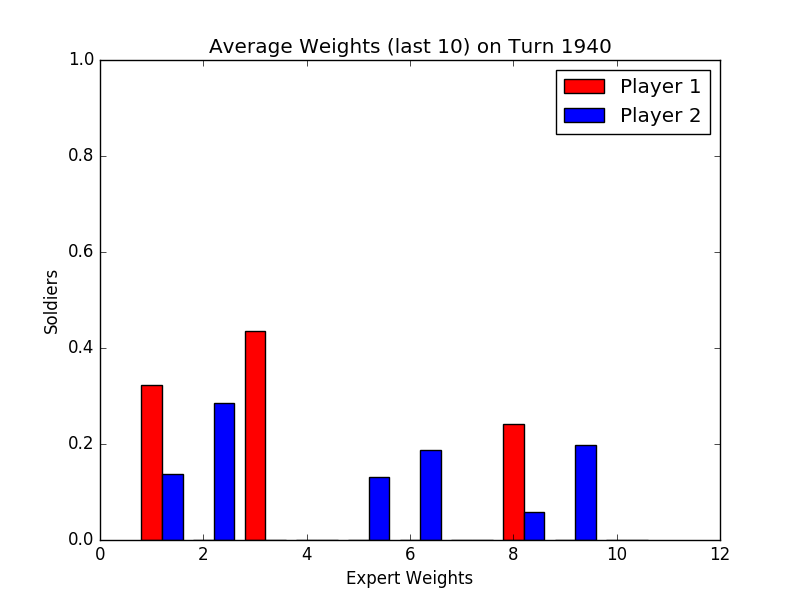 Average Weights (last 10) on Turn 1940
Player 1
Player 2
1.0
0.8
0.6
0.4
0.2
0.0
Soldiers
0 2 4 6 8 10 12
Expert Weights